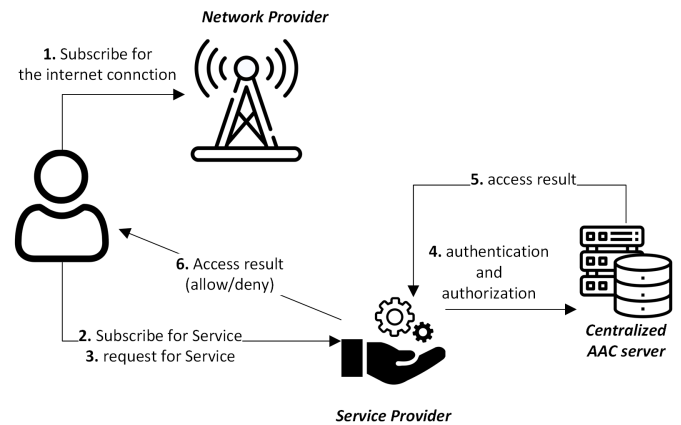 Network Provider
1. Subscribe for
the internet connction
5. access result
6. Access result
(allow/deny)
4. authentication
and
authorization
2. Subscribe for Service
3. request for Service
Centralized
AAC server
Service Provider